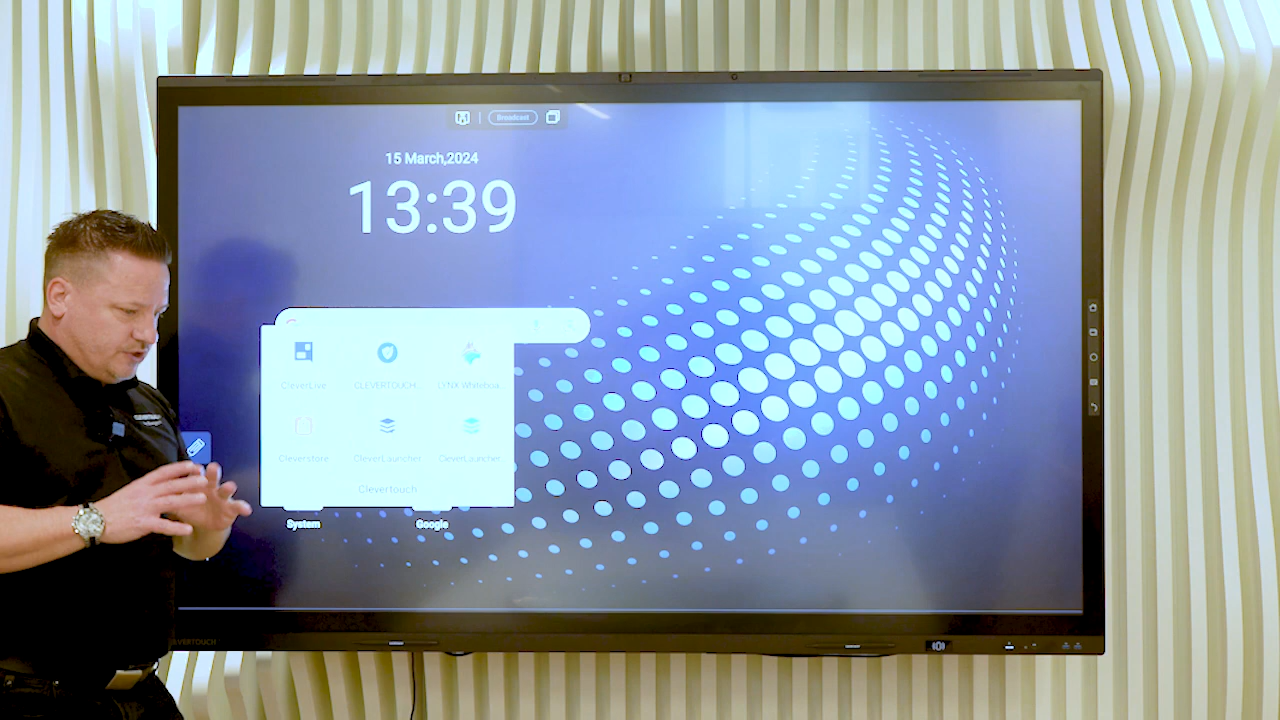 Broadcast
15 March,2024
13:39
CleverLive
CLEVERTOUCH...
LYNX Whiteboa...
Cleverstore
CleverLauncher
CleverLauncher...
Clevertouch
System
Google
CLEVERTOUCH